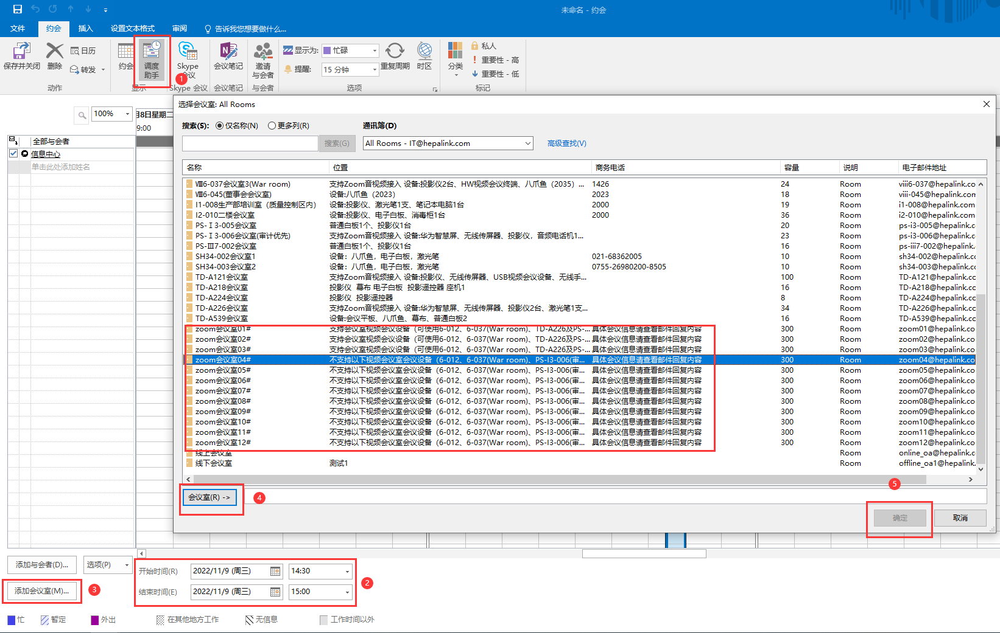 未命名 - 约会
文件
约会
插入
设置文本格式
审阅
告诉我您想要做什么...
保存并关闭
删除
日历
转发
动作
约会
调度
助手
1
显示
Skype
会议
Skype 会议
会议笔记
会议笔记
邀请
与会者
与会者
显示为:
忙碌
提醒:
15 分钟
重复周期
时区
选项
分类
私人
重要性 - 高
重要性 - 低
标记
100%
月8日星期二
9:00
全部与会者
信息中心
单击此处添加姓名
选择会议室: All Rooms
搜索(S):
仅名称(N)
更多列(R)
通讯簿(D)
搜索(G)
All Rooms - IT@hepalink.com
高级查找(V)
名称 位置 商务电话 容量 说明 电子邮件地址
Ⅷ6-037会议室3(War room) 支持Zoom音视频接入 设备:投影仪2台、HW视频会议终端、八爪鱼（2035）... 1426 24 Room viii6-037@hepalink.co
Ⅷ6-045(董事会会议室) 设备:八爪鱼（2023） 2023 18 Room viii-045@hepalink.com
I1-008生产部培训室（质量控制区内） 设备:投影仪、激光笔1支、笔记本电脑1台 2000 19 Room i1-008@hepalink.com
I2-010二楼会议室 设备:投影仪、电子白板、消毒柜1台 2000 36 Room i2-010@hepalink.com
PS-Ⅰ3-005会议室 普通白板1个、投影仪1台 20 Room ps-i3-005@hepalink.c
PS-Ⅰ3-006会议室(审计优先) 支持Zoom音视频接入 设备:华为智慧屏、无线传屏器、投影仪，音频电话机1... 23 Room ps-i3-006@hepalink.c
PS-Ⅲ7-002会议室 普通白板1个、投影仪1台 16 Room ps-iii7-002@hepalink.
SH34-002会议室1 设备：八爪鱼，电子白板，激光笔 021-68362005 10 Room sh34-002@hepalink.cc
SH34-003会议室2 设备：八爪鱼，电子白板，激光笔 0755-26980200-8505 10 Room sh34-003@hepalink.cc
TD-A121会议室 支持Zoom音视频接入 设备:投影仪、无线传屏器、USB视频会议设备、无线手... 100 Room TD-A121@hepalink.cc
TD-A218会议室 投影仪 幕布 电子白板 投影遥控器 座机1 16 Room TD-A218@hepalink.cc
TD-A224会议室 投影仪 投影遥控器 8 Room TD-A224@hepalink.cc
TD-A226会议室 支持Zoom音视频接入 设备:华为智慧屏、无线传屏器、投影仪2台、激光笔1支... 34 Room TD-A226@hepalink.cc
TD-A539会议室 设备:会议平板、八爪鱼、幕布、普通白板2 16 Room TD-A539@hepalink.cc
zoom会议室01# 支持会议室视频会议设备（可使用6-012、6-037(War room)、TD-A226及PS-... 具体会议信息请查看邮件回复内容 300 Room zoom01@hepalink.co
zoom会议室02# 支持会议室视频会议设备（可使用6-012、6-037(War room)、TD-A226及PS-... 具体会议信息请查看邮件回复内容 300 Room zoom02@hepalink.co
zoom会议室03# 支持会议室视频会议设备（可使用6-012、6-037(War room)、TD-A226及PS-... 具体会议信息请查看邮件回复内容 300 Room zoom03@hepalink.co
zoom会议室04# 不支持以下视频会议室会议设备（6-012、6-037(War room)、PS-I3-006(审... 具体会议信息请查看邮件回复内容 300 Room zoom04@hepalink.co
zoom会议室05# 不支持以下视频会议室会议设备（6-012、6-037(War room)、PS-I3-006(审... 具体会议信息请查看邮件回复内容 300 Room zoom05@hepalink.co
zoom会议室06# 不支持以下视频会议室会议设备（6-012、6-037(War room)、PS-I3-006(审... 具体会议信息请查看邮件回复内容 300 Room zoom06@hepalink.co
zoom会议室07# 不支持以下视频会议室会议设备（6-012、6-037(War room)、PS-I3-006(审... 具体会议信息请查看邮件回复内容 300 Room zoom07@hepalink.co
zoom会议室08# 不支持以下视频会议室会议设备（6-012、6-037(War room)、PS-I3-006(审... 具体会议信息请查看邮件回复内容 300 Room zoom08@hepalink.co
zoom会议室09# 不支持以下视频会议室会议设备（6-012、6-037(War room)、PS-I3-006(审... 具体会议信息请查看邮件回复内容 300 Room zoom09@hepalink.co
zoom会议室10# 不支持以下视频会议室会议设备（6-012、6-037(War room)、PS-I3-006(审... 具体会议信息请查看邮件回复内容 300 Room zoom10@hepalink.co
zoom会议室11# 不支持以下视频会议室会议设备（6-012、6-037(War room)、PS-I3-006(审... 具体会议信息请查看邮件回复内容 300 Room zoom11@hepalink.co
zoom会议室12# 不支持以下视频会议室会议设备（6-012、6-037(War room)、PS-I3-006(审... 具体会议信息请查看邮件回复内容 300 Room zoom12@hepalink.co
线上会议室 Room online_oa@hepalink.c
线下会议室 测试1 Room offline_oa1@hepalink.
会议室(R) ->
4
5
确定
取消
添加与会者(D)...
选项(P)
开始时间(R)
2022/11/9 (周三)
14:30
2
添加会议室(M)...
3
结束时间(E)
2022/11/9 (周三)
15:00
忙
暂定
外出
在其他地方工作
无信息
工作时间以外